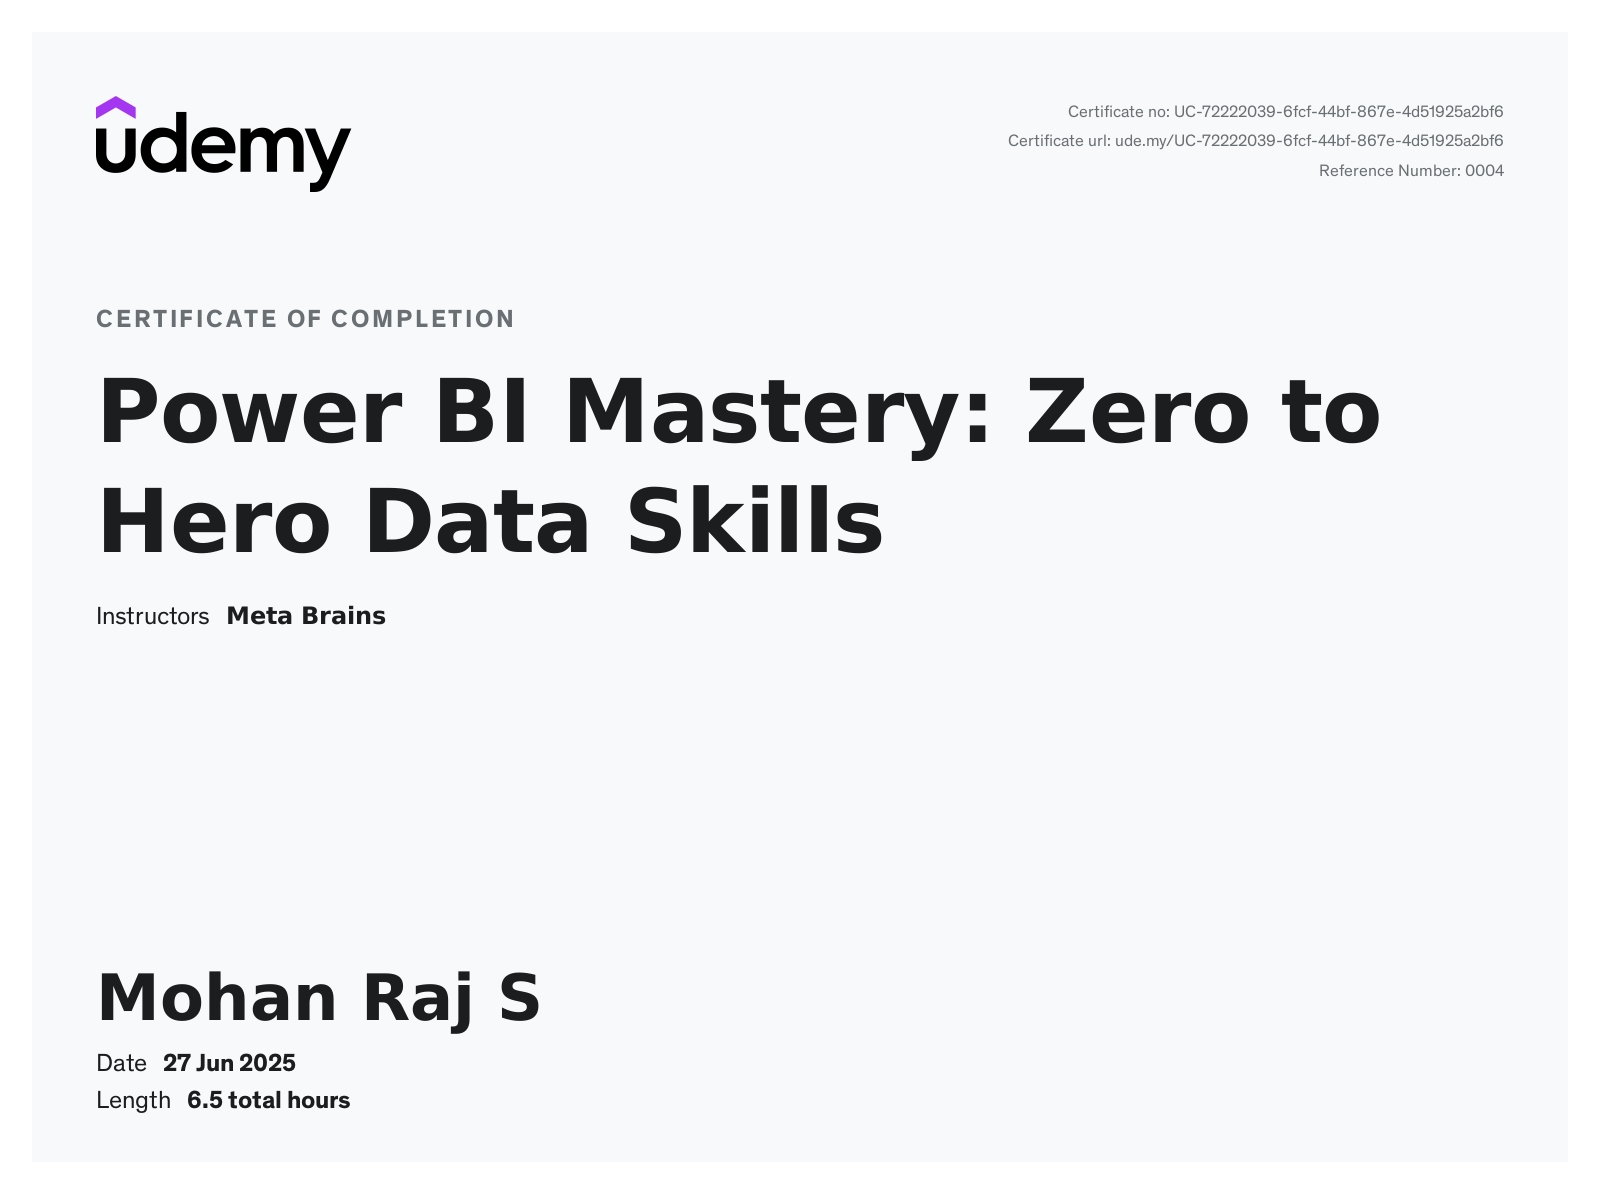 udemy
Certificate no: UC-72222039-6fcf-44bf-867e-4d51925a2bf6
Certificate url: ude.my/UC-72222039-6fcf-44bf-867e-4d51925a2bf6
Reference Number: 0004
CERTIFICATE OF COMPLETION
Power BI Mastery: Zero to
Hero Data Skills
Instructors Meta Brains
Mohan Raj S
Date 27 Jun 2025
Length 6.5 total hours